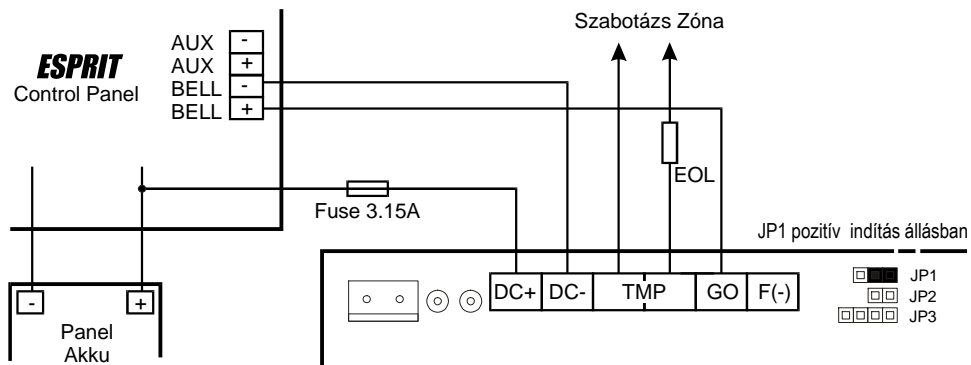 Szabotázs Zóna
ESPRIT
Control Panel
AUX -
AUX +
BELL -
BELL +
EOL
Fuse 3.15A
JP1 pozitív indítás állásban
- +
Panel
Akku
DC+ DC- TMP GO F(-)
JP1
JP2
JP3